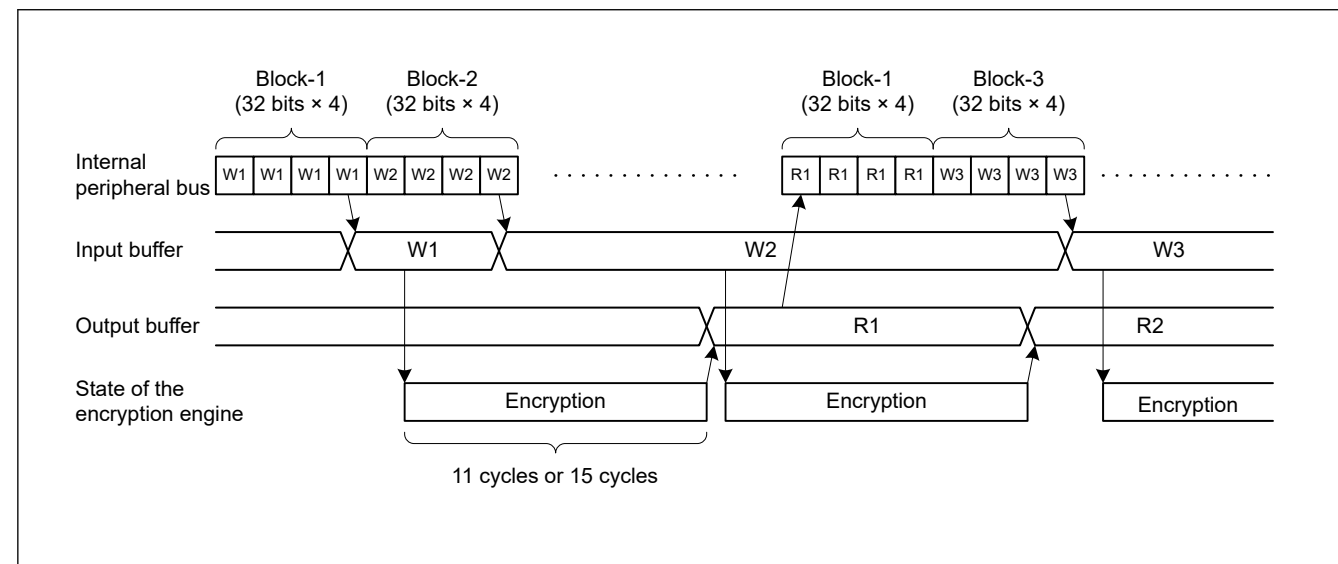 Block-1
(32 bits × 4)
Block-2
(32 bits × 4)
Block-1
(32 bits × 4)
Block-3
(32 bits × 4)
Internal
peripheral bus
W1 W1 W1 W1 W2 W2 W2 W2 R1 R1 R1 R1 W3 W3 W3 W3
Input buffer
W1 W2 W3
Output buffer
R1 R2
State of the
encryption engine
Encryption Encryption Encryption
11 cycles or 15 cycles